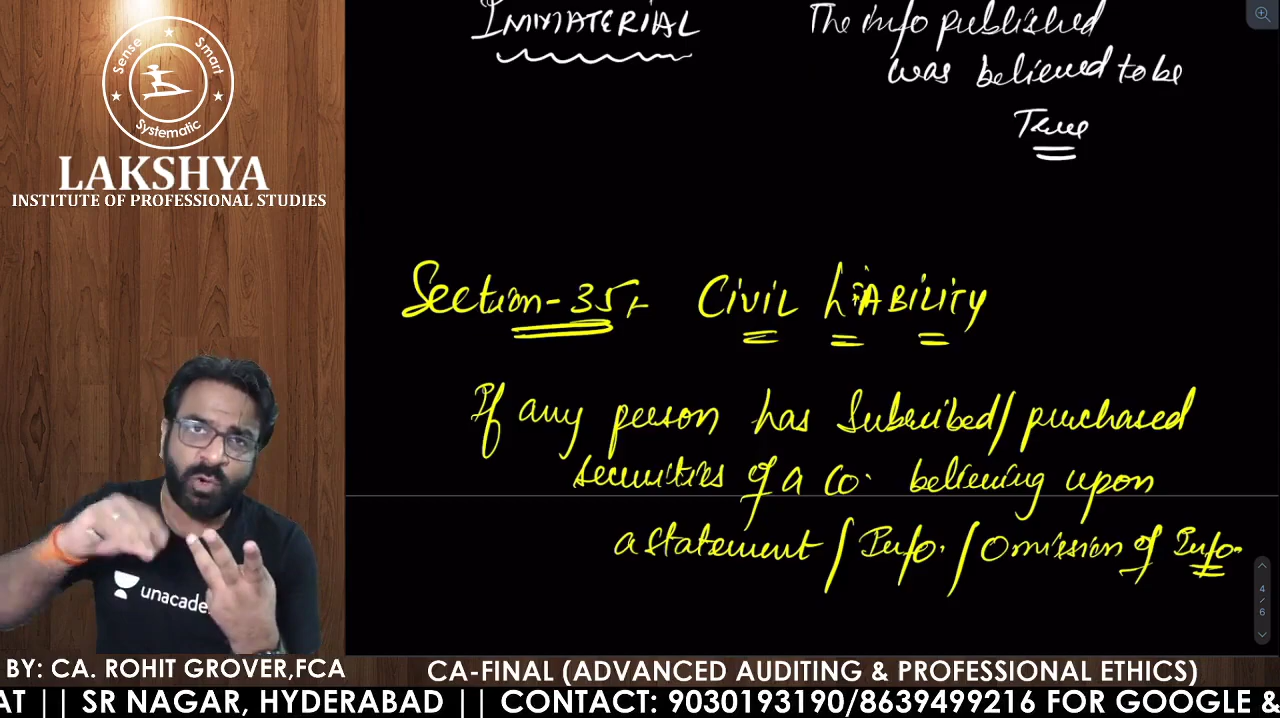 Sense
Smart
Systematic
LAKSHYA
INSTITUTE OF PROFESSIONAL STUDIES
IMMATERIAL
The info published
was believed to be
True
Section-35:
CIVIL LIABILITY
If any person has Subscribed/purchased
securities of a co. believing upon
a statement / Info. / Omission of Info.
4
/
6
unacade
BY: CA. ROHIT GROVER,FCA
CA-FINAL (ADVANCED AUDITING & PROFESSIONAL ETHICS)
AT || SR NAGAR, HYDERABAD || CONTACT: 9030193190/8639499216 FOR GOOGLE &